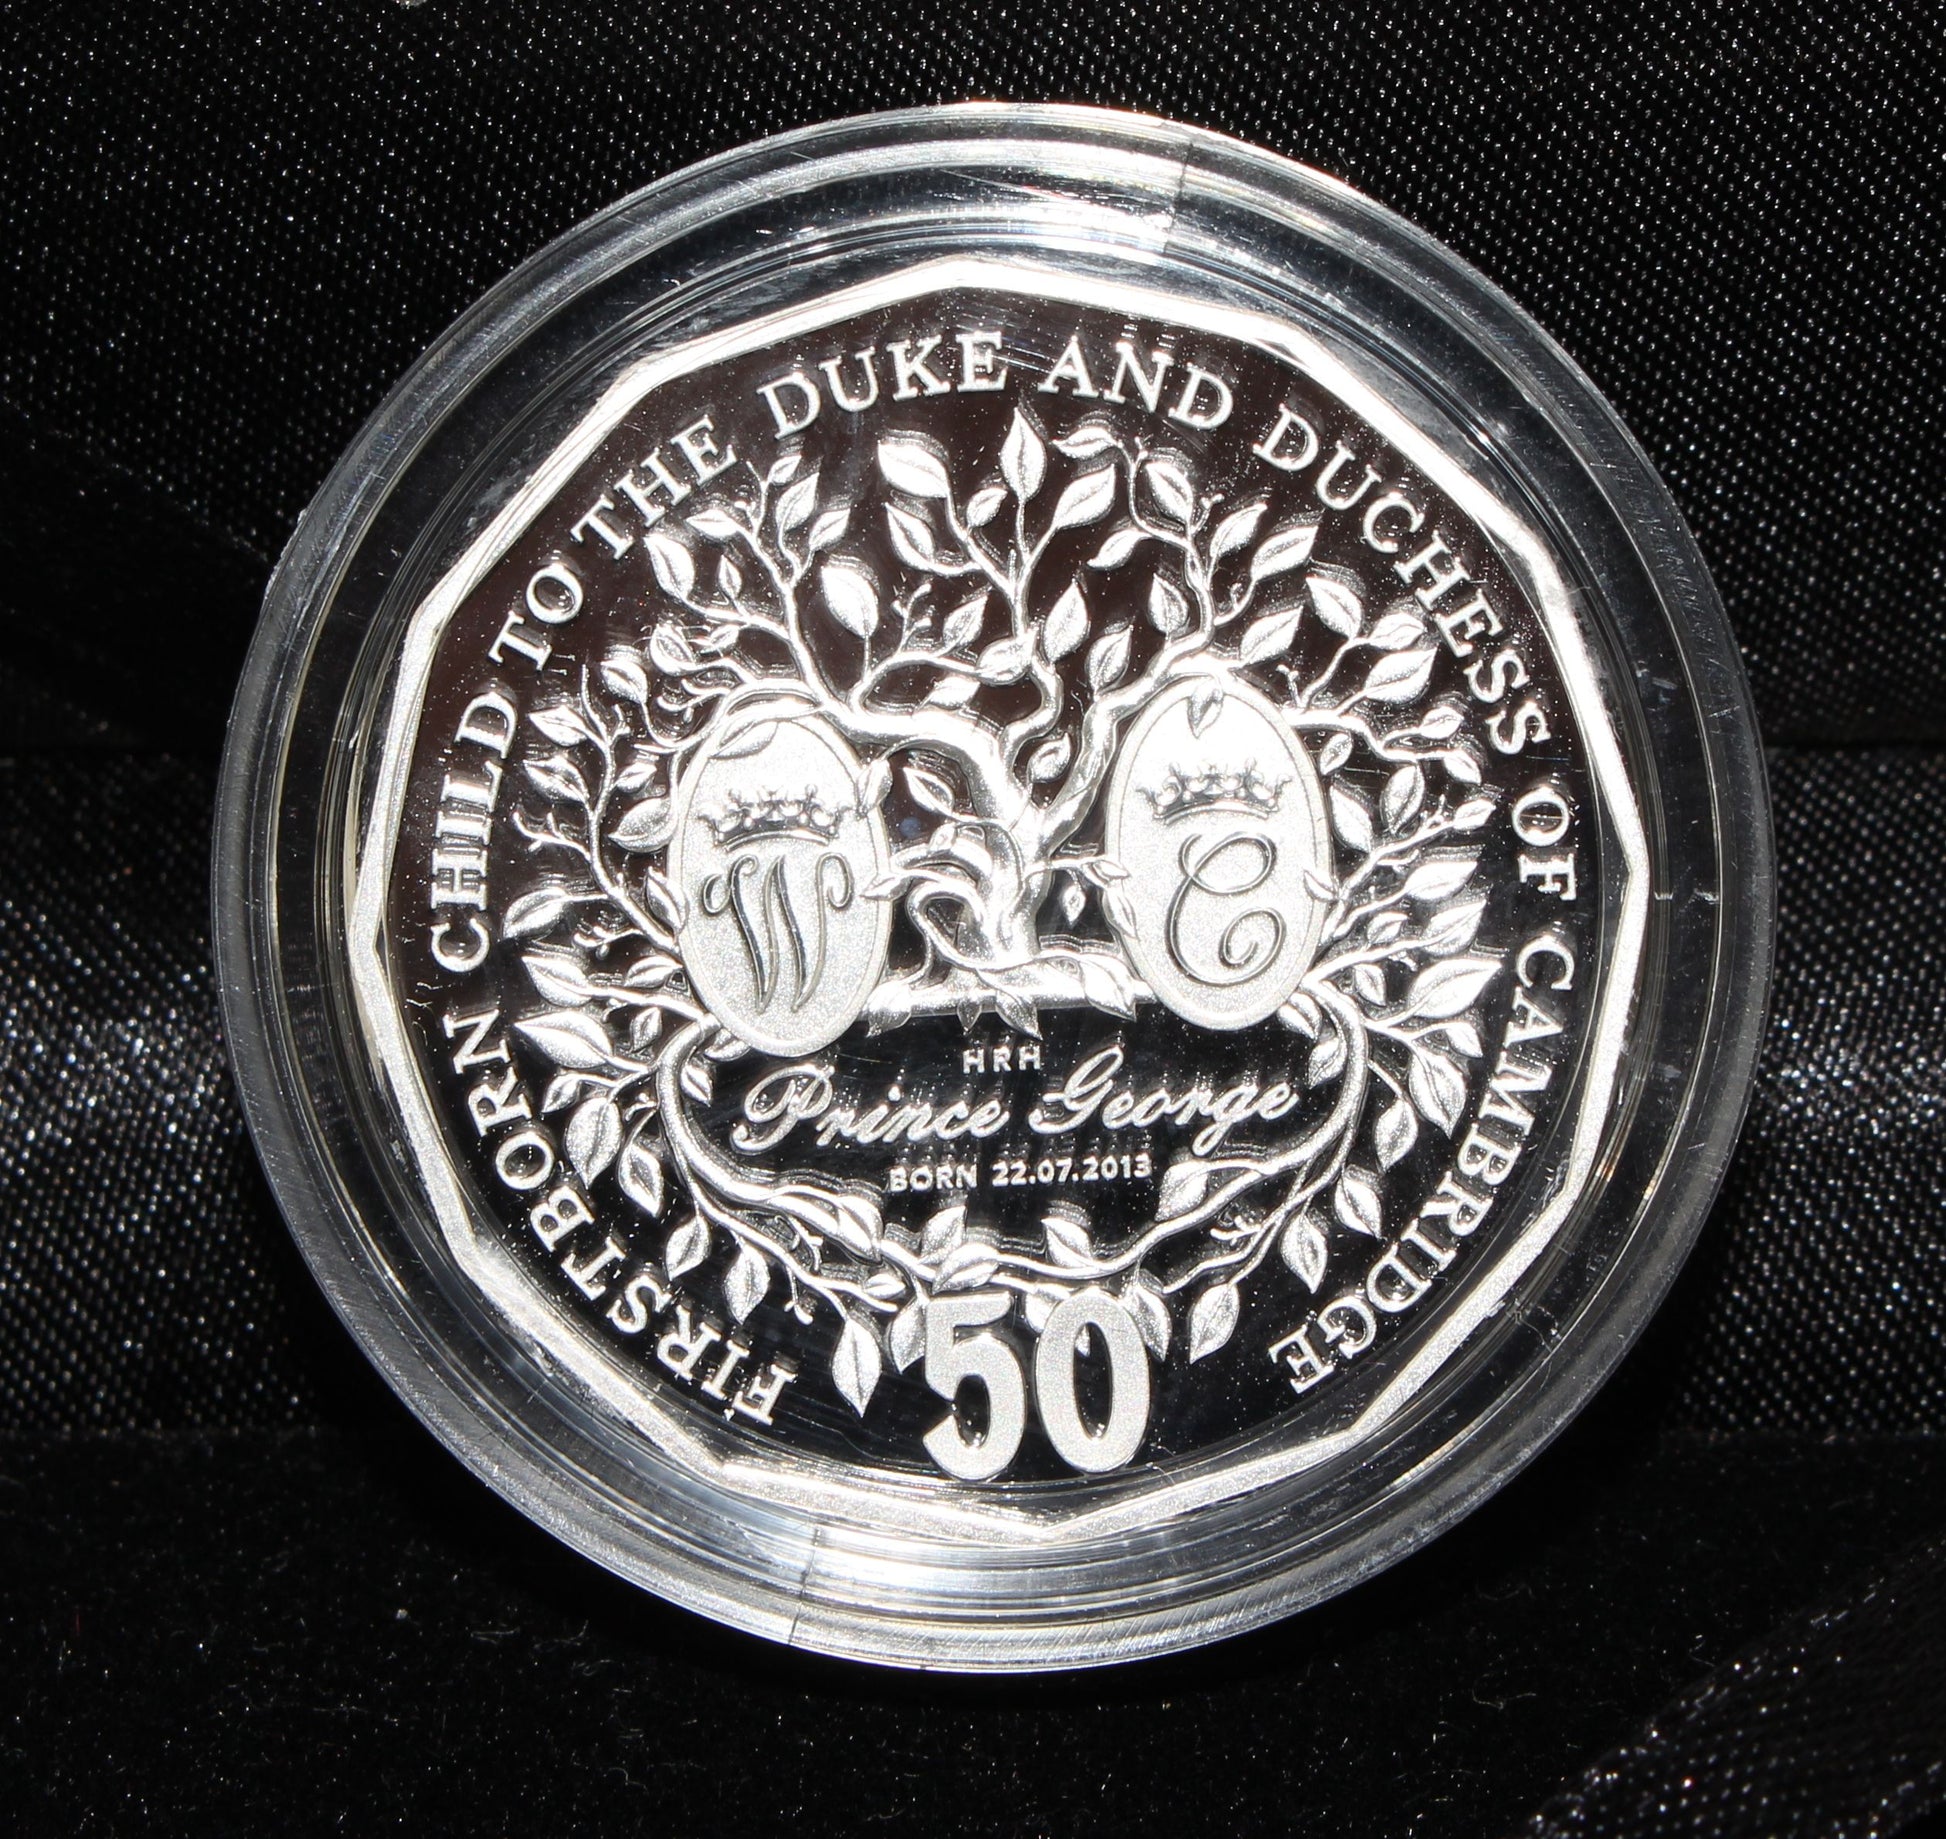 FIRSTBORN CHILD TO THE DUKE AND DUCHESS OF CAMBRIDGE
W C
HRH
Prince George
BORN 22.07.2013
50